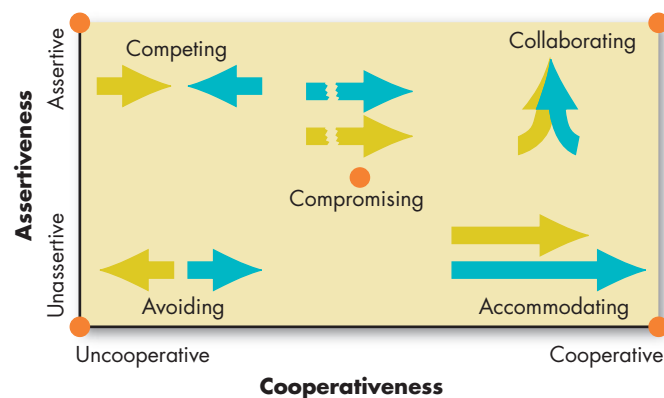 Competing
Collaborating
Assertive
Assertiveness
Compromising
Unassertive
Avoiding
Accommodating
Uncooperative
Cooperative
Cooperativeness